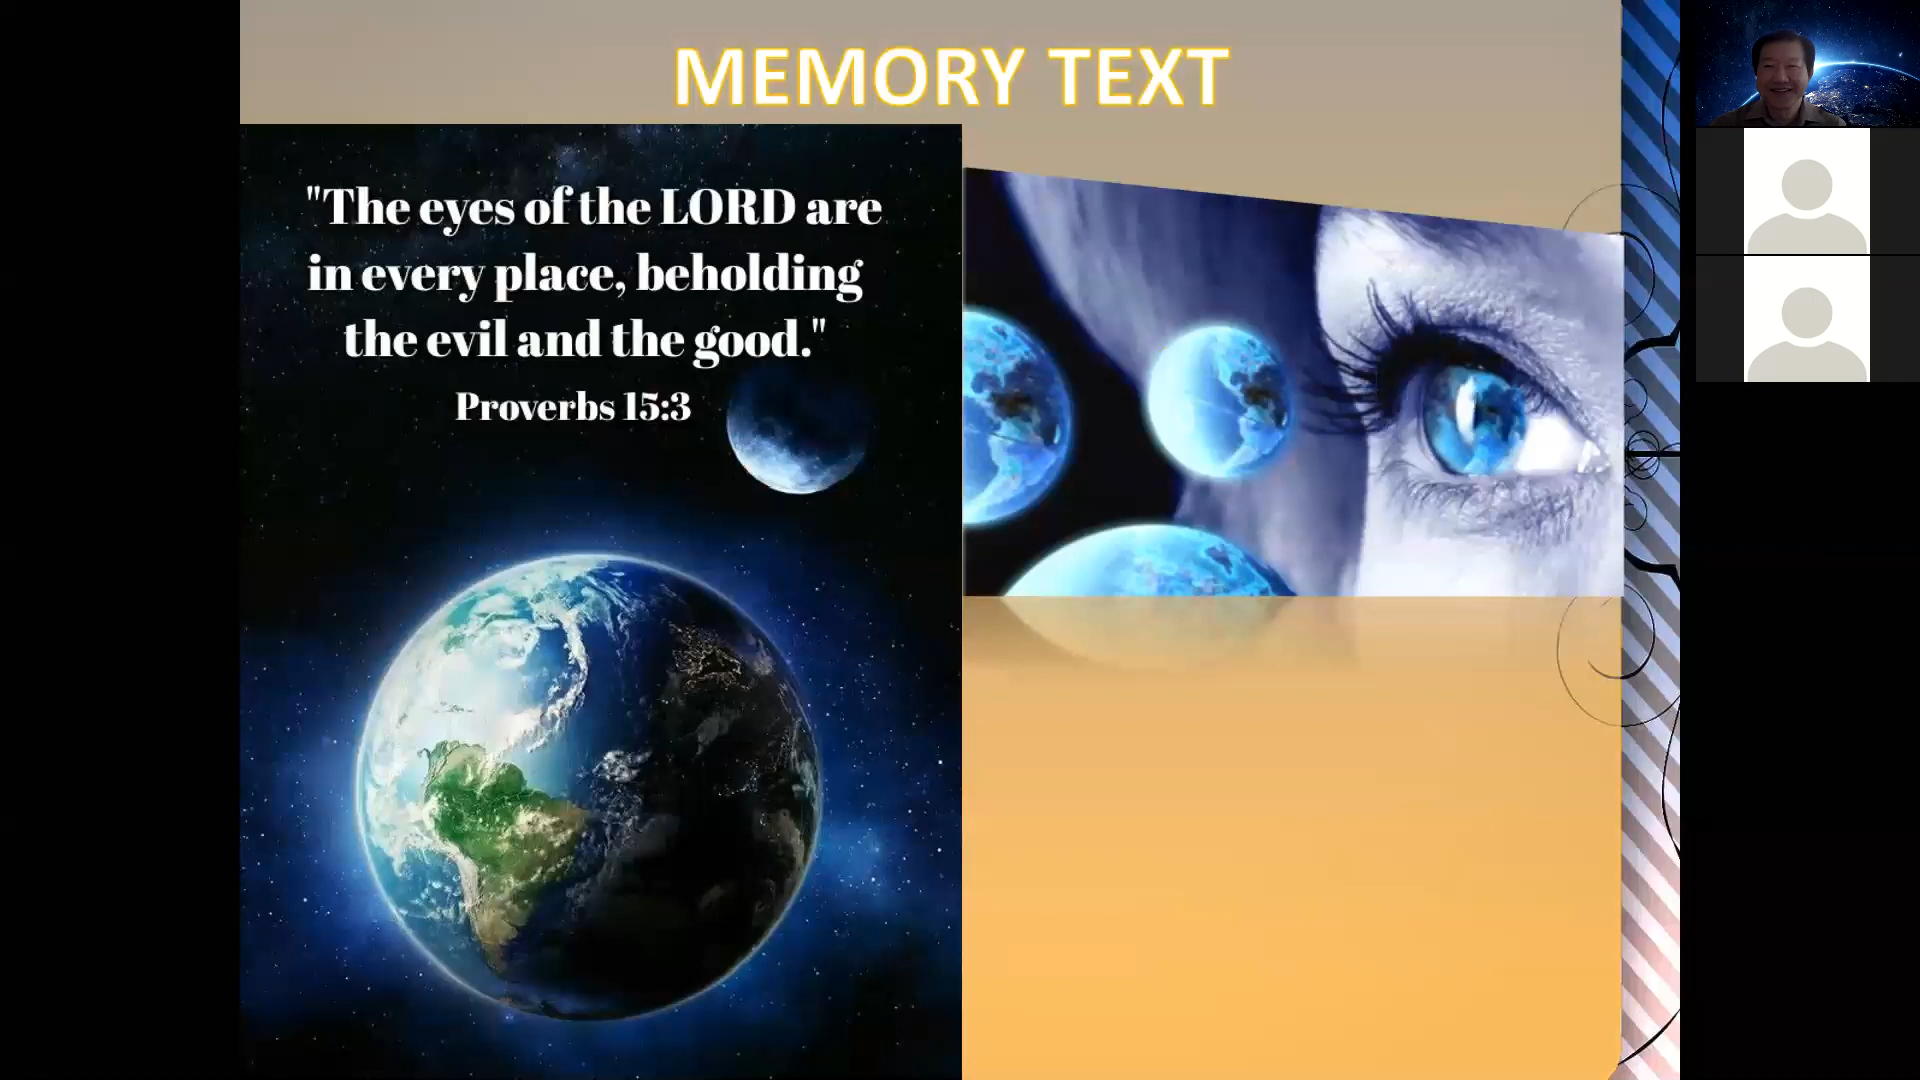 MEMORY TEXT
"The eyes of the LORD are
in every place, beholding
the evil and the good."
Proverbs 15:3